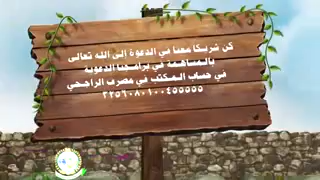 كن شريكا معنا في الدعوة إلى الله تعالى
بالمساهمة في برامجنا الدعوية
في حساب المكتب في مصرف الراجحي
٢٢٥٦٠٨٠١٠٠٤٥٥٥٥٥